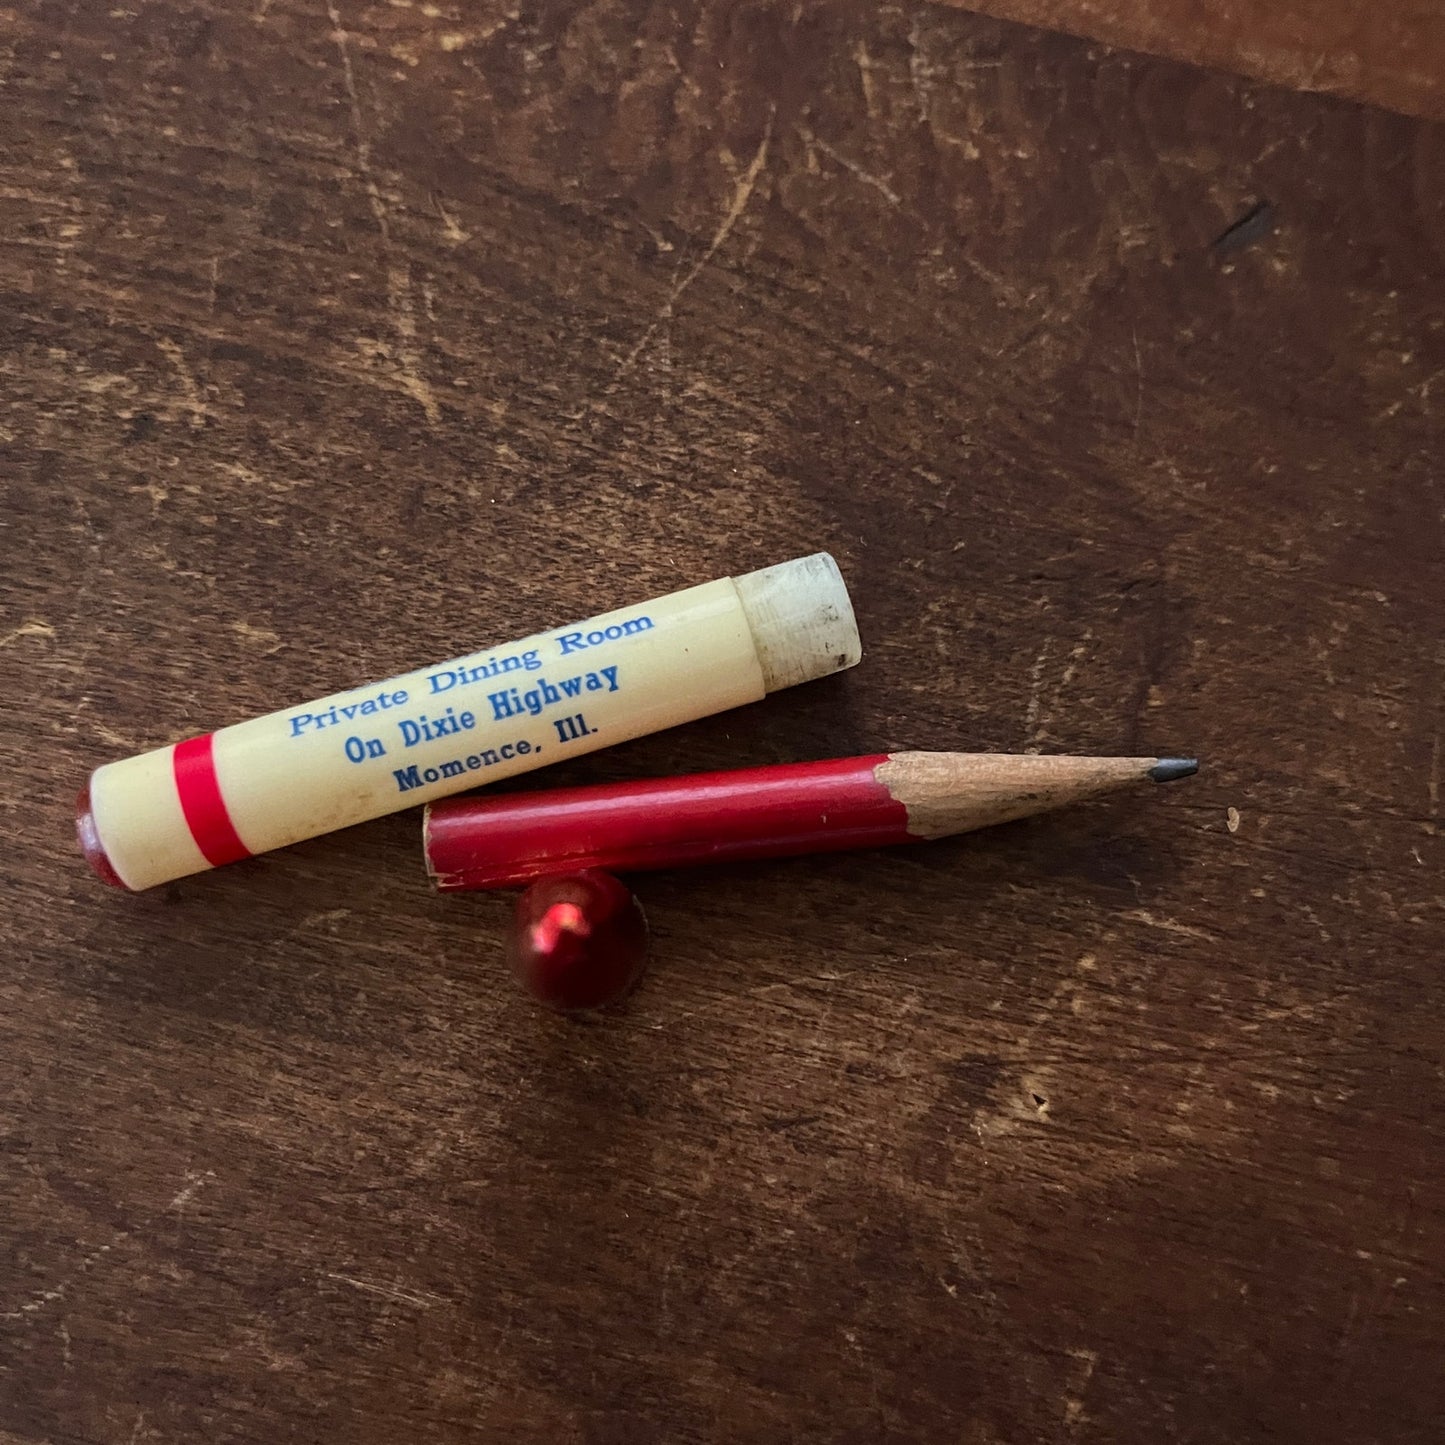 Private Dining Room
On Dixie Highway
Momence, Ill.